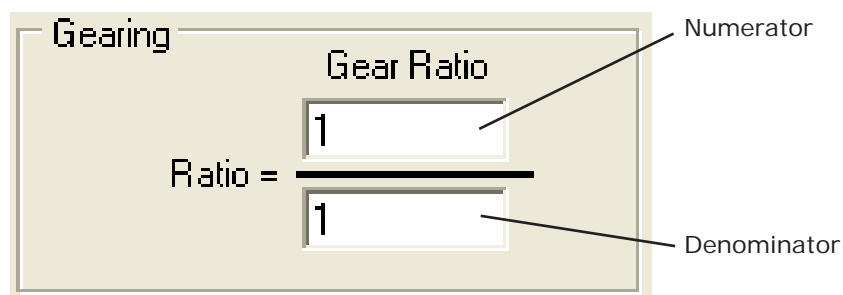 Gearing
Numerator
Gear Ratio
1
Ratio =
1
Denominator